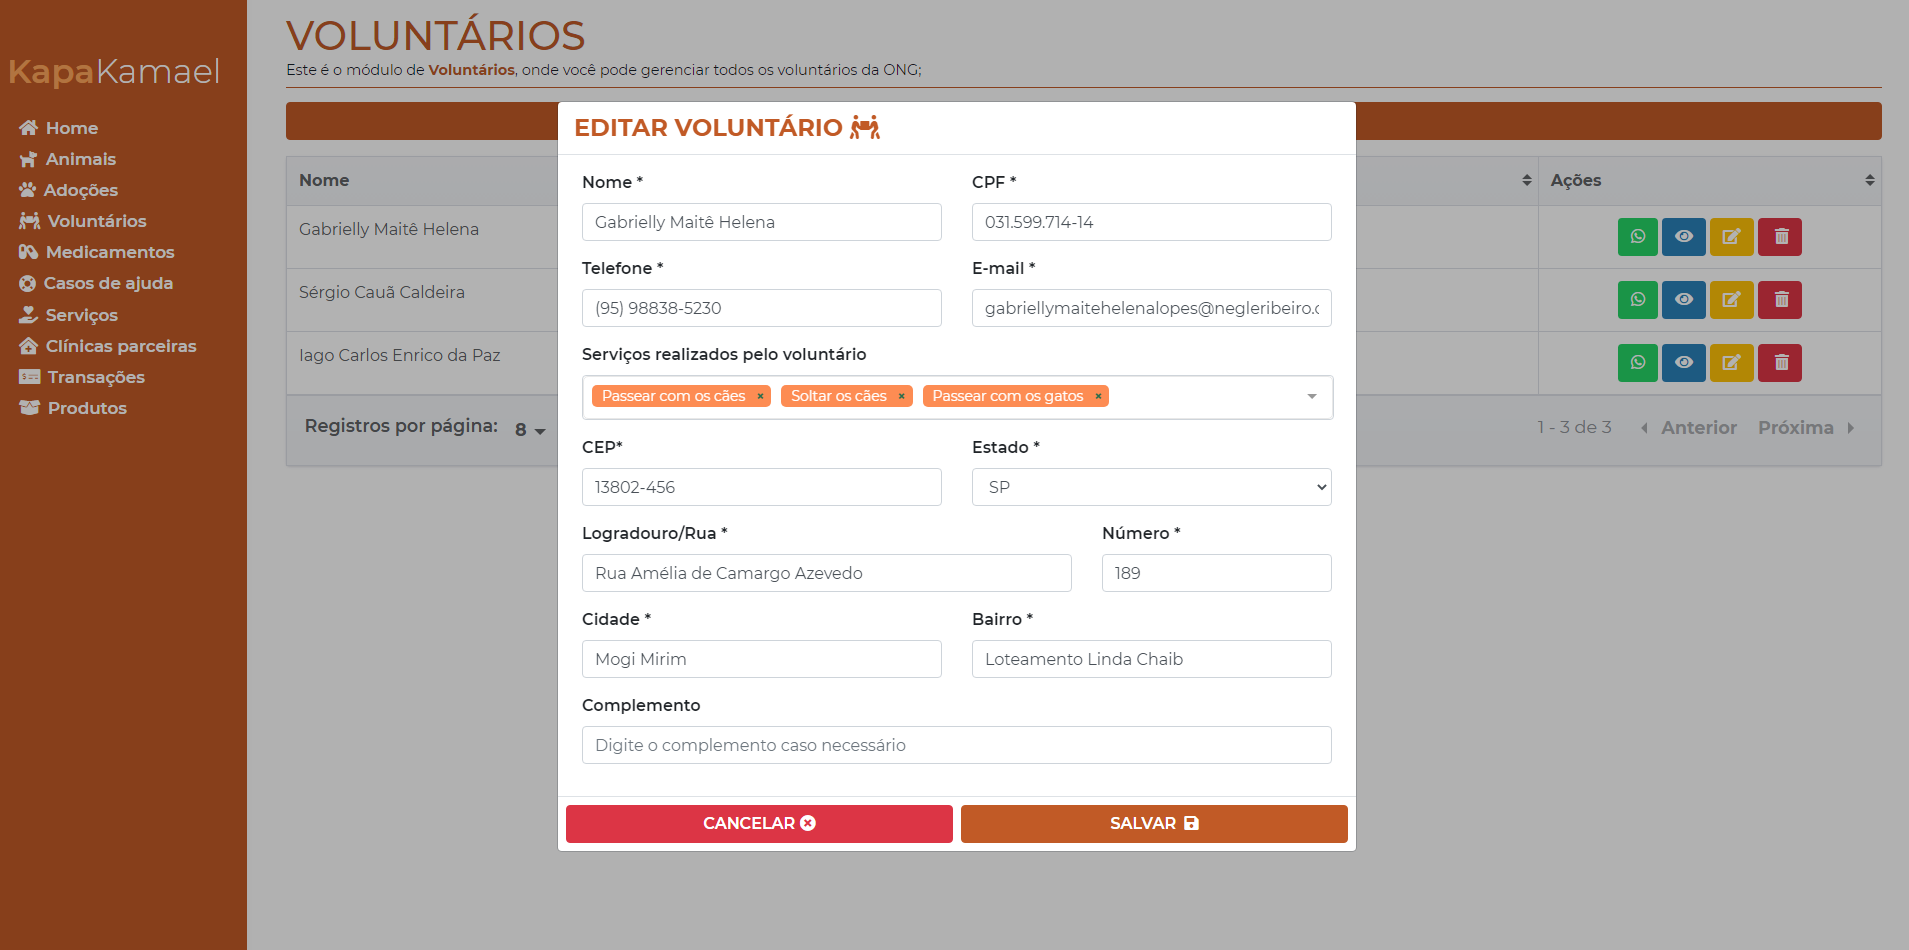 KapaKamael
Home
Animais
Adoções
Voluntários
Medicamentos
Casos de ajuda
Serviços
Clínicas parceiras
Transações
Produtos
VOLUNTÁRIOS
Este é o módulo de Voluntários, onde você pode gerenciar todos os voluntários da ONG;
Nome
Ações
Gabrielly Maitê Helena
Sérgio Cauã Caldeira
Iago Carlos Enrico da Paz
Registros por página: 8
1 - 3 de 3 Anterior Próxima
EDITAR VOLUNTÁRIO
Nome * CPF *
Gabrielly Maitê Helena 031.599.714-14
Telefone * E-mail *
(95) 98838-5230 gabriellymaitehelenalopes@negleribeiro.c
Serviços realizados pelo voluntário
Passear com os cães × Soltar os cães × Passear com os gatos ×
CEP* Estado *
13802-456 SP
Logradouro/Rua * Número *
Rua Amélia de Camargo Azevedo 189
Cidade * Bairro *
Mogi Mirim Loteamento Linda Chaib
Complemento
Digite o complemento caso necessário
CANCELAR SALVAR